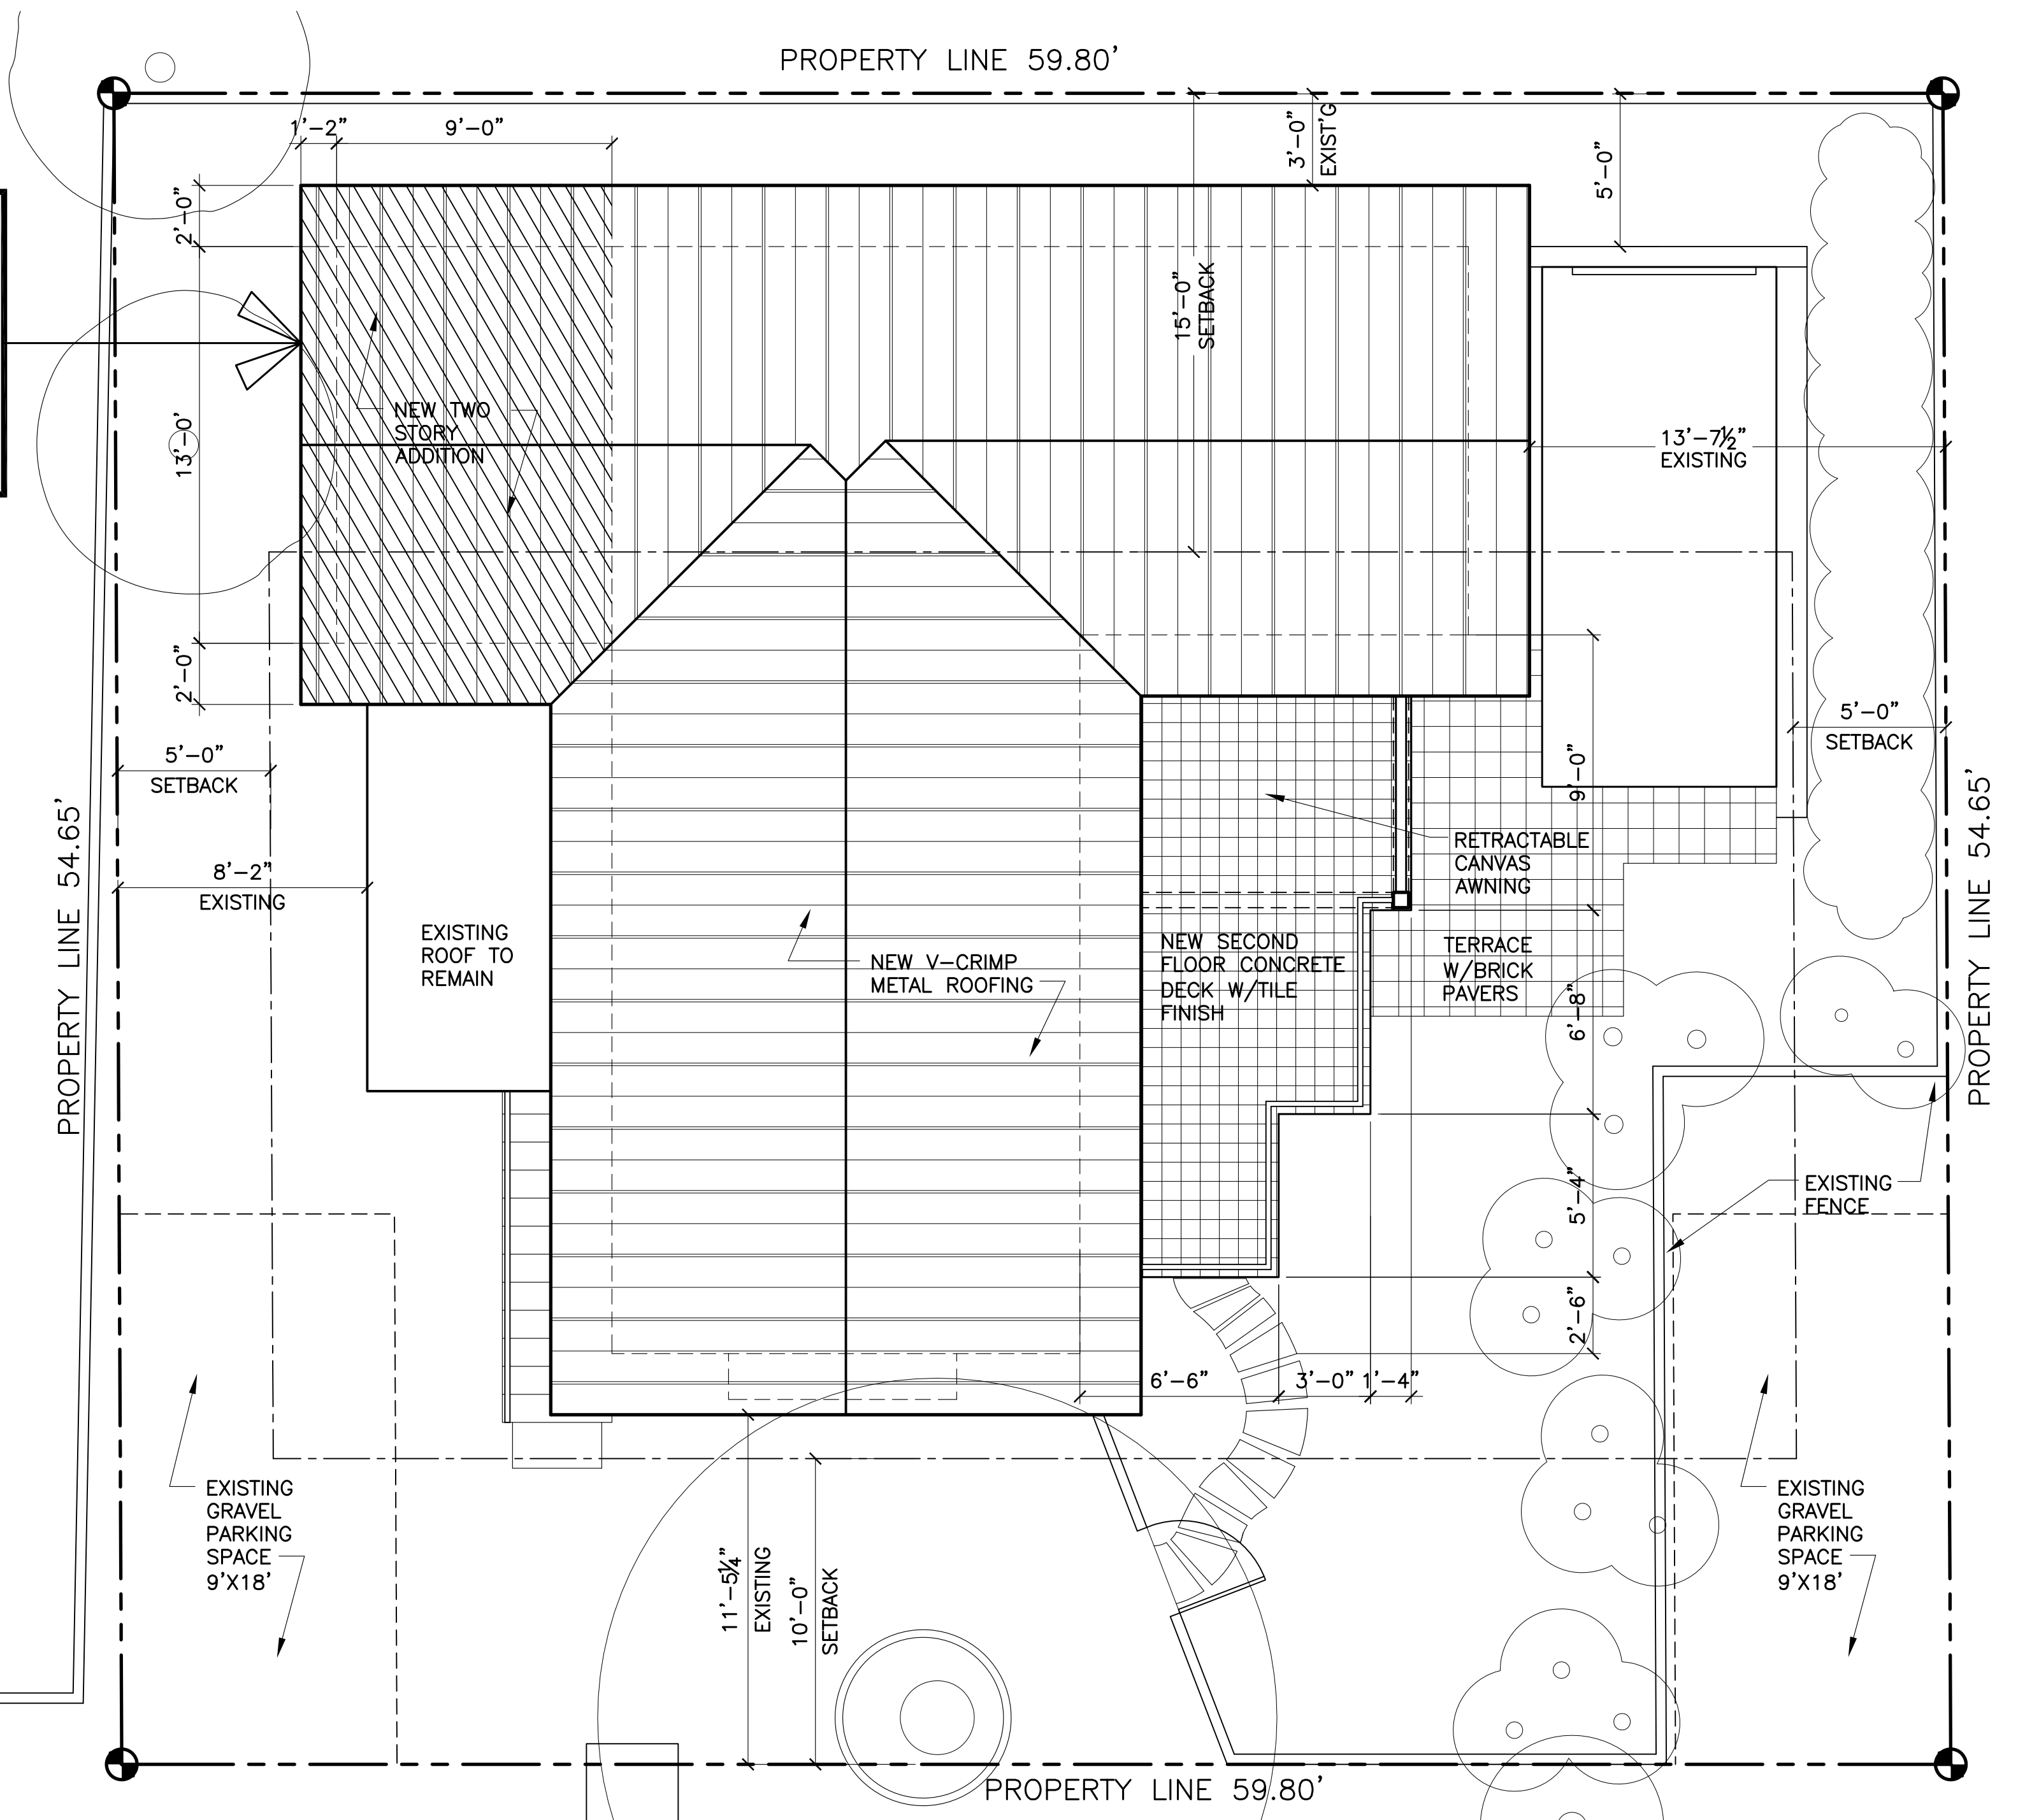 PROPERTY LINE 59.80'
1'-2"
9'-0"
3'-0"
EXIST'G
5'-0"
2'-0"
15'-0"
SETBACK
13'-0'
NEW TWO
STORY
ADDITION
13'-7½"
EXISTING
2'-0"
5'-0"
SETBACK
5'-0"
SETBACK
9'-0"
PROPERTY LINE 54.65'
PROPERTY LINE 54.65'
8'-2"
EXISTING
RETRACTABLE
CANVAS
AWNING
EXISTING
ROOF TO
REMAIN
NEW V-CRIMP
METAL ROOFING
NEW SECOND
FLOOR CONCRETE
DECK W/TILE
FINISH
TERRACE
W/BRICK
PAVERS
6'-8"
5'-4"
EXISTING
FENCE
2'-6"
6'-6"
3'-0"
1'-4"
EXISTING
GRAVEL
PARKING
SPACE
9'X18'
11'-5¼"
EXISTING
10'-0"
SETBACK
EXISTING
GRAVEL
PARKING
SPACE
9'X18'
PROPERTY LINE 59.80'